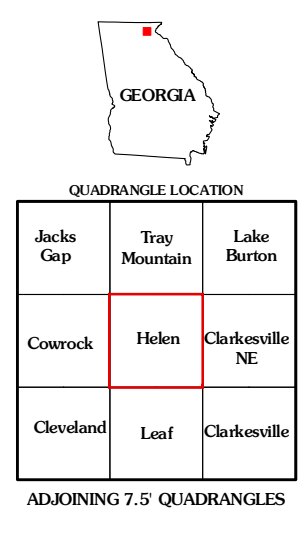 GEORGIA
QUADRANGLE LOCATION
Jacks
Gap
Tray
Mountain
Lake
Burton
Cowrock
Helen
Clarkesville
NE
Cleveland
Leaf
Clarkesville
ADJOINING 7.5' QUADRANGLES